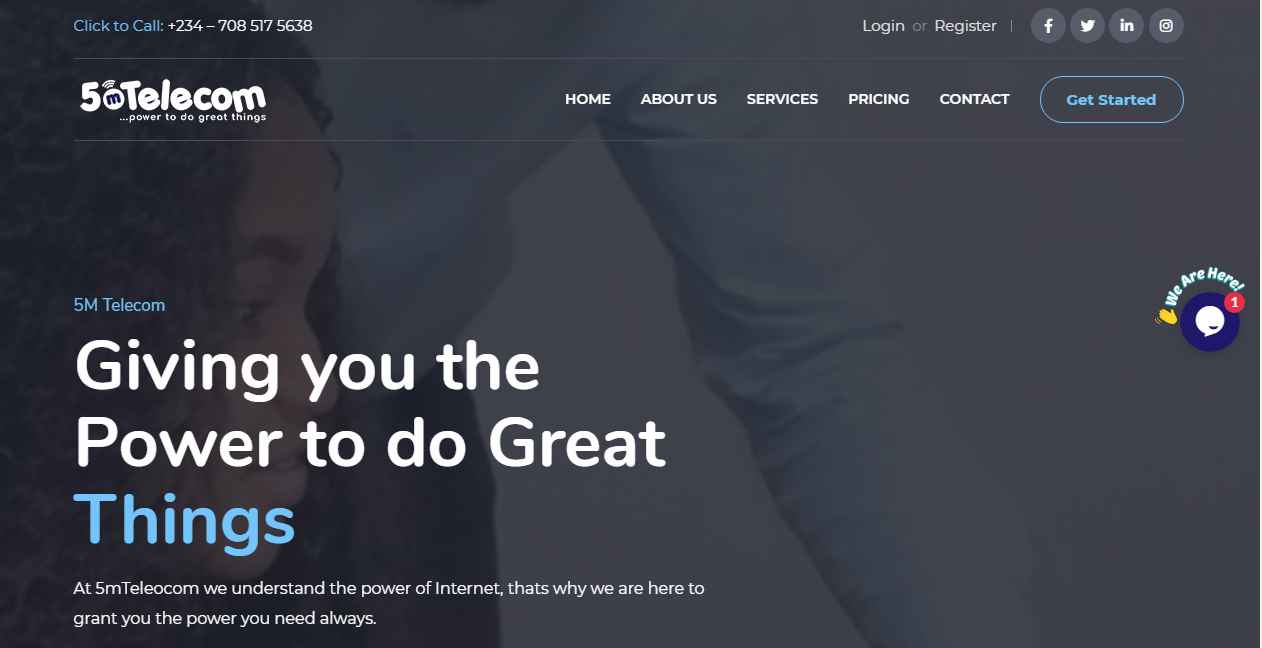 Click to Call: +234 – 708 517 5638
Login or Register |
5mTelecom
...power to do great things
HOME ABOUT US SERVICES PRICING CONTACT Get Started
We Are Here!
1
5M Telecom
Giving you the
Power to do Great
Things
At 5mTeleocom we understand the power of Internet, thats why we are here to
grant you the power you need always.